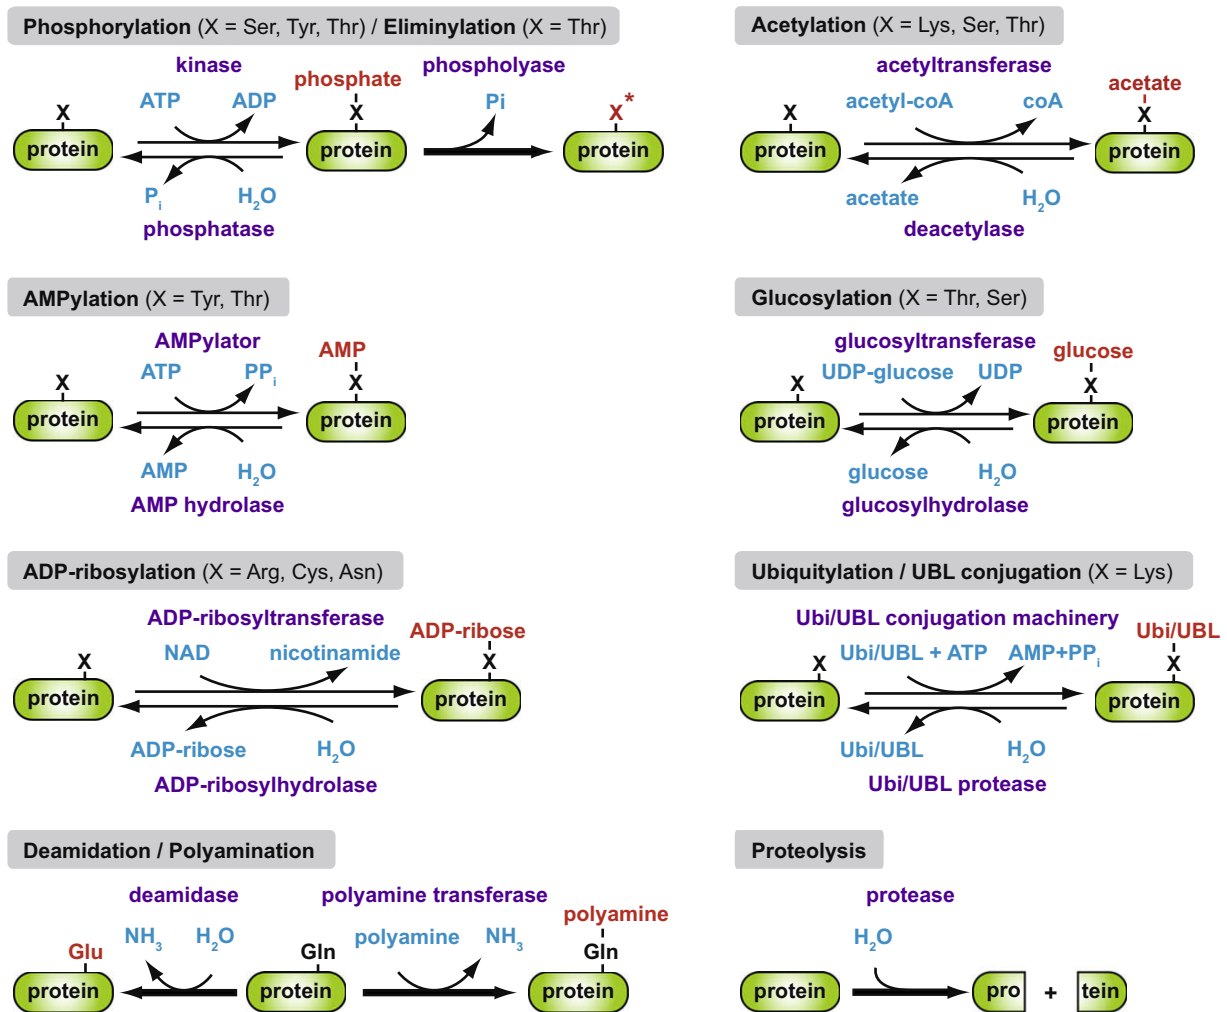 Phosphorylation (X = Ser, Tyr, Thr) / Eliminylation (X = Thr)
kinase
phospholyase
phosphate
ATP
ADP
Pi
X
X
X*
protein
protein
protein
Pi
H2O
phosphatase
Acetylation (X = Lys, Ser, Thr)
acetyltransferase
acetate
acetyl-coA
coA
X
X
protein
protein
acetate
H2O
deacetylase
AMPylation (X = Tyr, Thr)
AMPylator
AMP
ATP
PPi
X
X
protein
protein
AMP
H2O
AMP hydrolase
Glucosylation (X = Thr, Ser)
glucosyltransferase
glucose
UDP-glucose
UDP
X
X
protein
protein
glucose
H2O
glucosylhydrolase
ADP-ribosylation (X = Arg, Cys, Asn)
ADP-ribosyltransferase
ADP-ribose
NAD
nicotinamide
X
X
protein
protein
ADP-ribose
H2O
ADP-ribosylhydrolase
Ubiquitylation / UBL conjugation (X = Lys)
Ubi/UBL conjugation machinery
Ubi/UBL
Ubi/UBL + ATP
AMP+PPi
X
X
protein
protein
Ubi/UBL
H2O
Ubi/UBL protease
Deamidation / Polyamination
deamidase
polyamine transferase
polyamine
NH3
H2O
polyamine
NH3
Glu
Gln
Gln
protein
protein
protein
Proteolysis
protease
H2O
protein
pro
+
tein